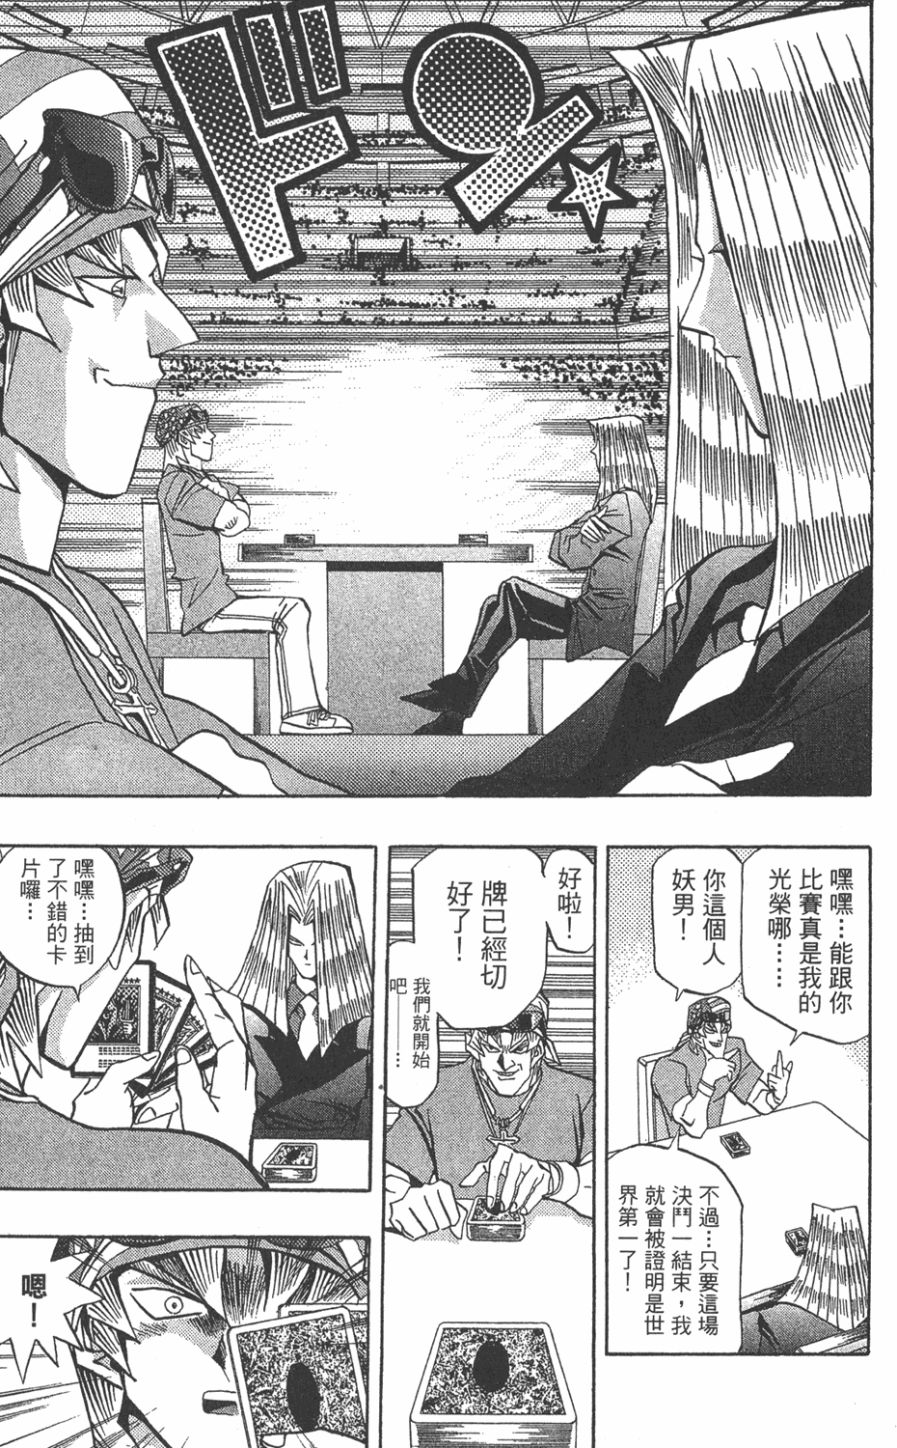 ドン☆
嘿嘿…能跟你
比賽真是我的
光榮哪……
你這個人
妖男！
不過…只要這場
決鬥一結束，我
就會被證明是世
界第一了！
好啦！
牌已經切
好了！
我們就開始
吧……
嘿嘿…抽到
了不錯的卡
片囉…
嗯！